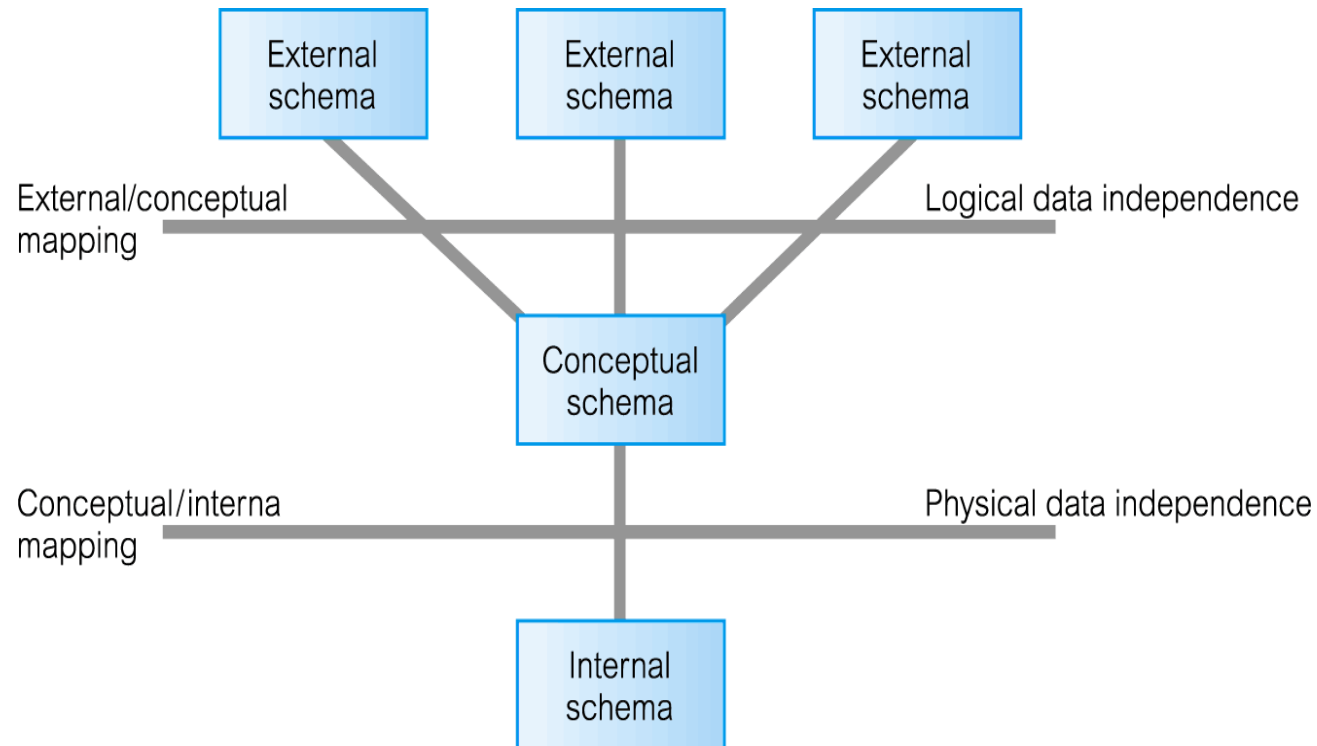 External
schema
External
schema
External
schema
External/conceptual
mapping
Logical data independence
Conceptual
schema
Conceptual/interna
mapping
Physical data independence
Internal
schema